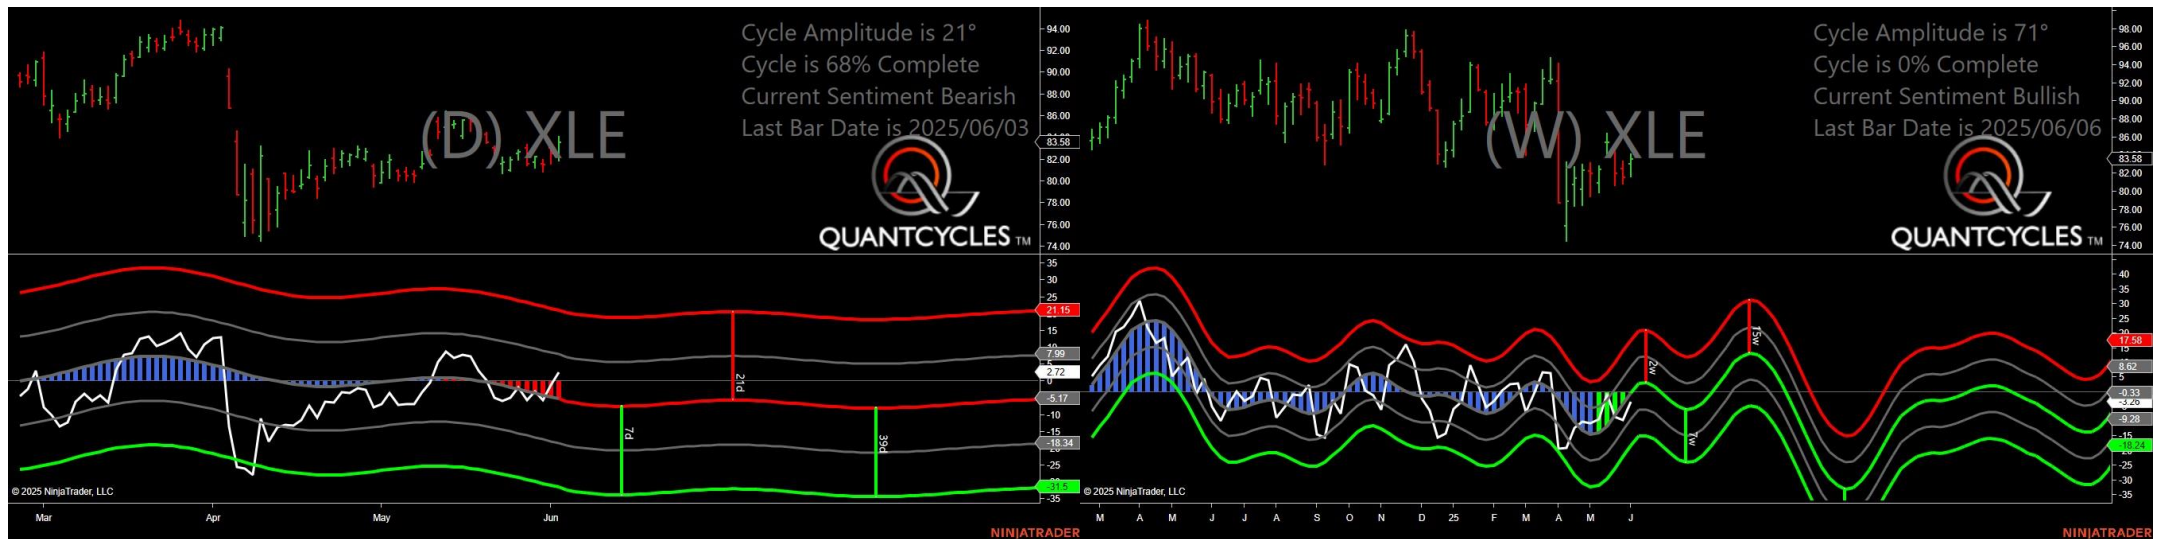 Cycle Amplitude is 21°
Cycle is 68% Complete
Current Sentiment Bearish
Last Bar Date is 2025/06/03
(D) XLE
QUANTCYCLES TM
94.00
92.00
90.00
88.00
86.00
83.58
82.00
80.00
78.00
76.00
74.00
35
30
25
21.15
15
10
7.99
2.72
0
-5.17
-10
-15
-18.34
-25
-31.5
-35
21d
7d
39d
© 2025 NinjaTrader, LLC
Mar Apr May Jun
NINJATRADER
Cycle Amplitude is 71°
Cycle is 0% Complete
Current Sentiment Bullish
Last Bar Date is 2025/06/06
(W) XLE
QUANTCYCLES TM
98.00
96.00
94.00
92.00
90.00
88.00
86.00
83.58
82.00
80.00
78.00
76.00
74.00
40
35
30
25
17.58
8.62
5
-0.33
-3.26
-9.28
-15
-18.24
-25
-30
-35
2w
15w
7w
© 2025 NinjaTrader, LLC
M A M J J A S O N D 25 F M A M J
NINJATRADER